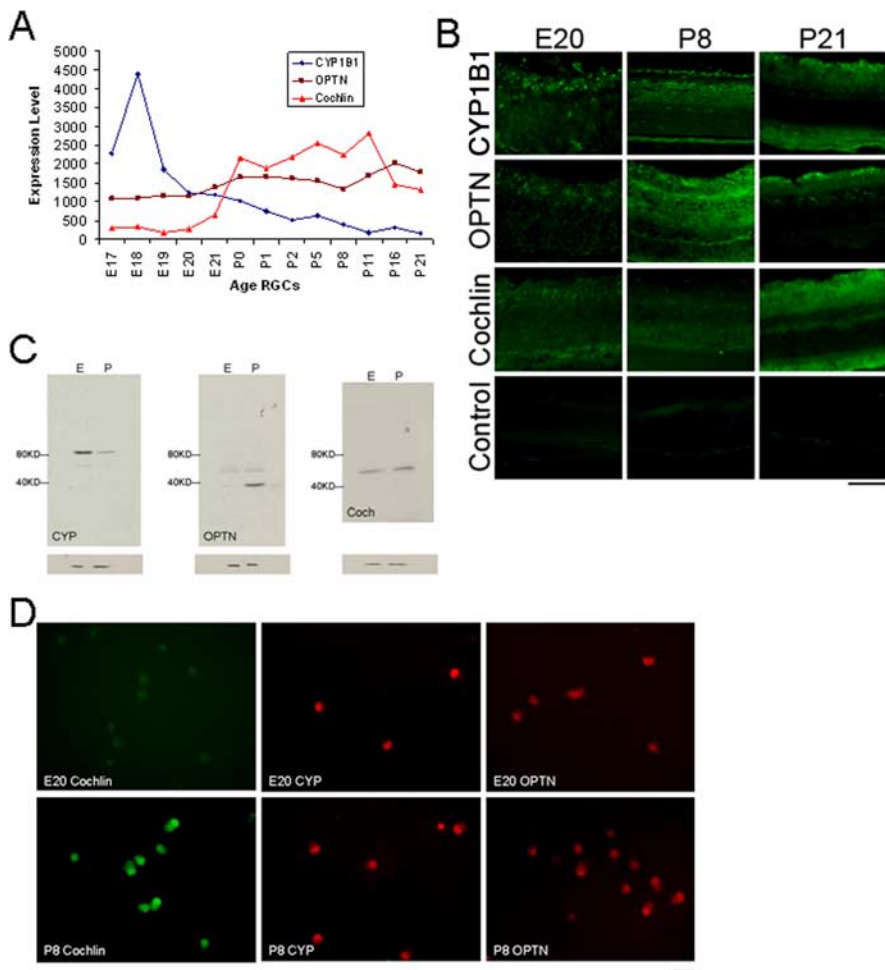 A
5000
4500
4000
3500
3000
2500
2000
1500
1000
500
0
Expression Level
CYP1B1
OPTN
Cochlin
E17 E18 E19 E20 E21 P0 P1 P2 P5 P8 P11 P16 P21
Age RGCs
B
E20 P8 P21
CYP1B1
OPTN
Cochlin
Control
C
E P
80KD
40KD
CYP
E P
80KD
40KD
OPTN
E P
80KD
40KD
Coch
D
E20 Cochlin
E20 CYP
E20 OPTN
P8 Cochlin
P8 CYP
P8 OPTN